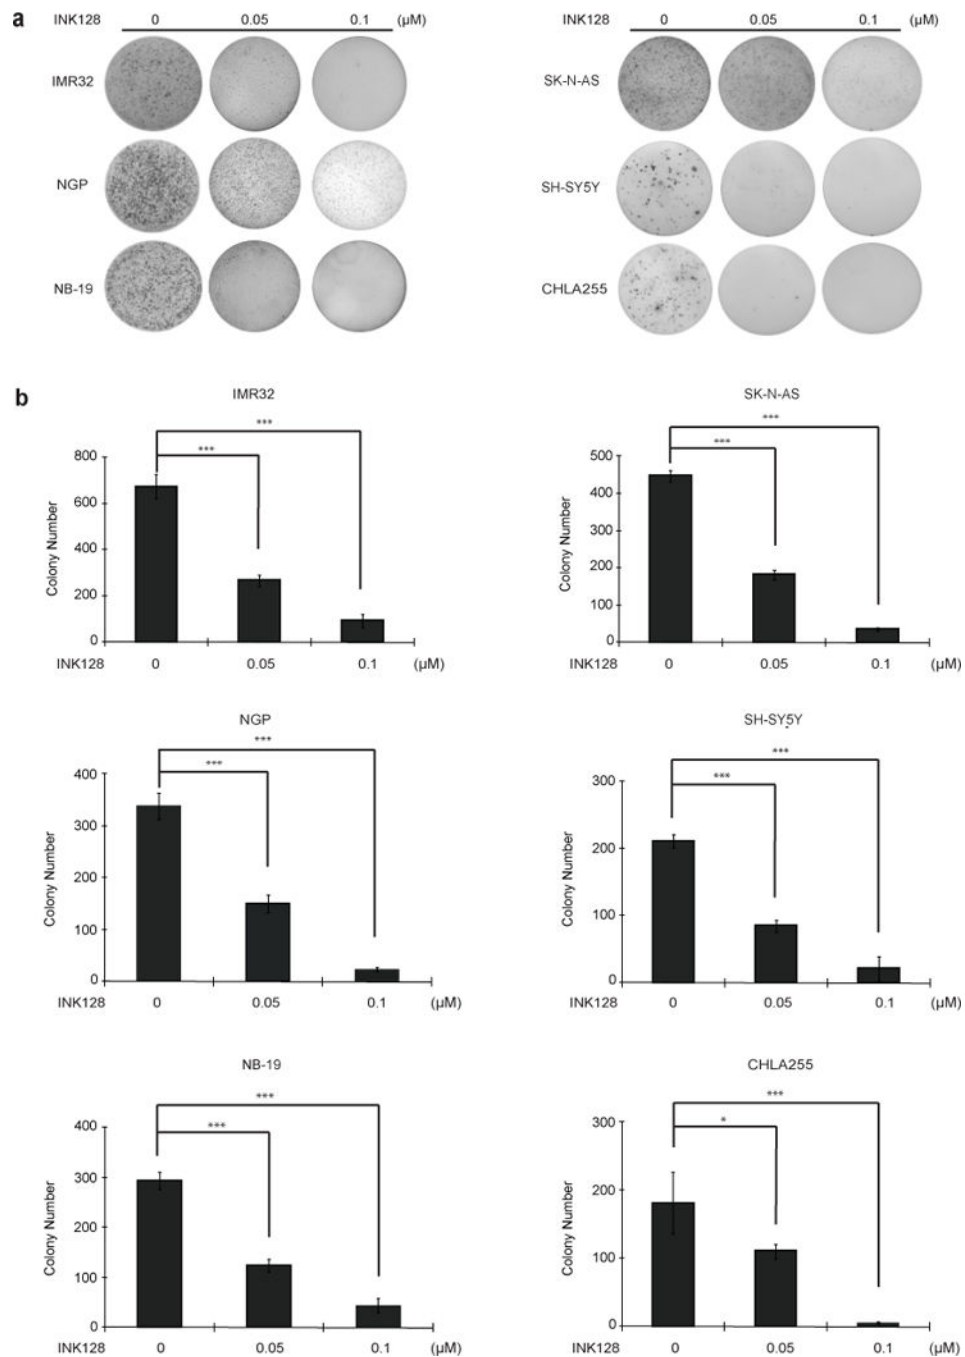 a
INK128 0 0.05 0.1 (µM)
IMR32
NGP
NB-19
INK128 0 0.05 0.1 (µM)
SK-N-AS
SH-SY5Y
CHLA255
b
IMR32
***
***
800
600
400
200
0
Colony Number
INK128 0 0.05 0.1 (µM)
SK-N-AS
***
***
500
400
300
200
100
0
Colony Number
INK128 0 0.05 0.1 (µM)
NGP
***
***
400
300
200
100
0
Colony Number
INK128 0 0.05 0.1 (µM)
SH-SY5Y
***
***
300
200
100
0
Colony Number
INK128 0 0.05 0.1 (µM)
NB-19
***
***
400
300
200
100
0
Colony Number
INK128 0 0.05 0.1 (µM)
CHLA255
***
*
300
200
100
0
Colony Number
INK128 0 0.05 0.1 (µM)